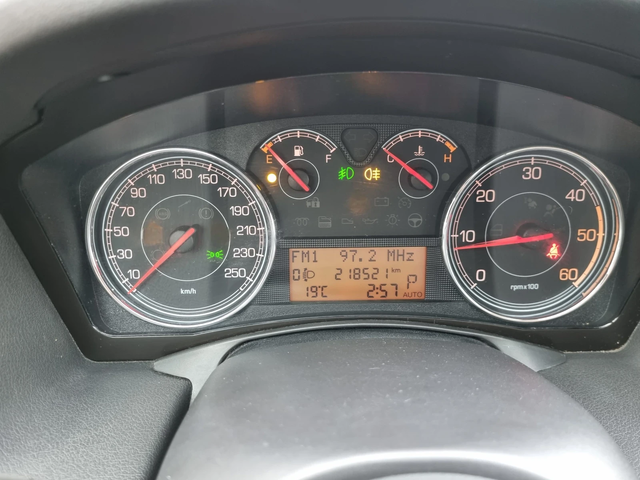 10 30 50 70 90 110 130 150 170 190 210 230 250
km/h
E F
C H
FM1 97.2 MHz
0 218521 km P
19°C 2:57 AUTO
0 10 20 30 40 50 60
rpm x 100